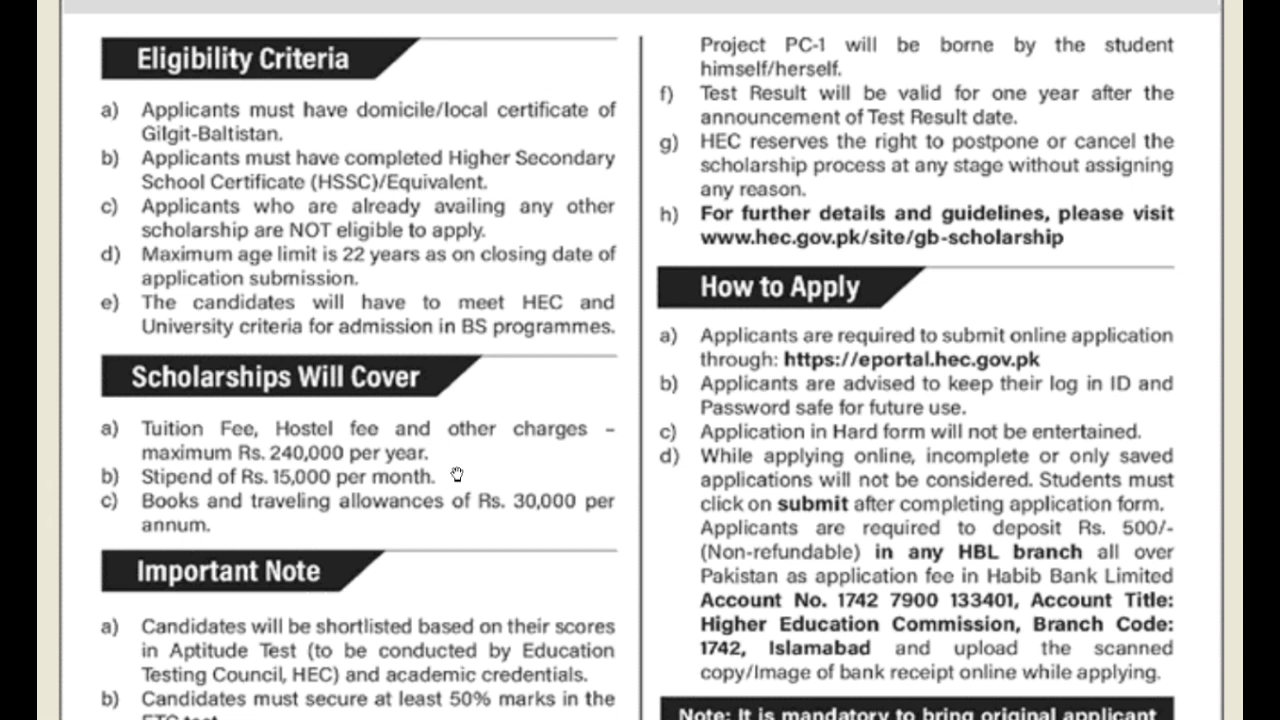 Eligibility Criteria
a) Applicants must have domicile/local certificate of
Gilgit-Baltistan.
b) Applicants must have completed Higher Secondary
School Certificate (HSSC)/Equivalent.
c) Applicants who are already availing any other
scholarship are NOT eligible to apply.
d) Maximum age limit is 22 years as on closing date of
application submission.
e) The candidates will have to meet HEC and
University criteria for admission in BS programmes.
Scholarships Will Cover
a) Tuition Fee, Hostel fee and other charges –
maximum Rs. 240,000 per year.
b) Stipend of Rs. 15,000 per month.
c) Books and traveling allowances of Rs. 30,000 per
annum.
Important Note
a) Candidates will be shortlisted based on their scores
in Aptitude Test (to be conducted by Education
Testing Council, HEC) and academic credentials.
b) Candidates must secure at least 50% marks in the
ETC test
Project PC-1 will be borne by the student
himself/herself.
f) Test Result will be valid for one year after the
announcement of Test Result date.
g) HEC reserves the right to postpone or cancel the
scholarship process at any stage without assigning
any reason.
h) For further details and guidelines, please visit
www.hec.gov.pk/site/gb-scholarship
How to Apply
a) Applicants are required to submit online application
through: https://eportal.hec.gov.pk
b) Applicants are advised to keep their log in ID and
Password safe for future use.
c) Application in Hard form will not be entertained.
d) While applying online, incomplete or only saved
applications will not be considered. Students must
click on submit after completing application form.
Applicants are required to deposit Rs. 500/-
(Non-refundable) in any HBL branch all over
Pakistan as application fee in Habib Bank Limited
Account No. 1742 7900 133401, Account Title:
Higher Education Commission, Branch Code:
1742, Islamabad and upload the scanned
copy/Image of bank receipt online while applying.
Note: It is mandatory to bring original applicant